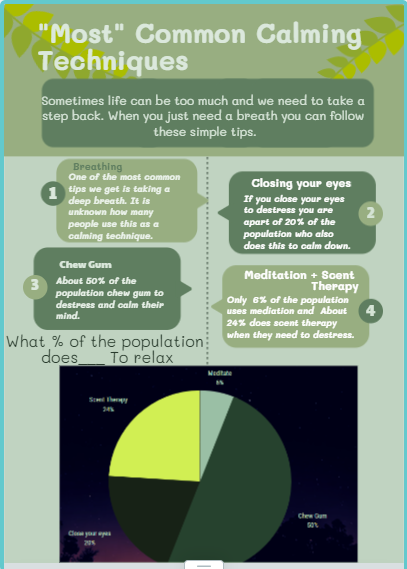 "Most" Common Calming
Techniques
Sometimes life can be too much and we need to take a
step back. When you just need a breath you can follow
these simple tips.
Breathing
One of the most common
tips we get is taking a
deep breath. It is
unknown how many
people use this as a
calming technique.
1
Closing your eyes
If you close your eyes
to destress you are
apart of 20% of the
population who also
does this to calm down.
2
Chew Gum
About 50% of the
population chew gum to
destress and calm their
mind.
3
Meditation + Scent
Therapy
Only 6% of the population
uses mediation and About
24% does scent therapy
when they need to destress.
4
What % of the population
does___ To relax
Meditate
6%
Scent Therapy
24%
Chew Gum
50%
Close your eyes
20%